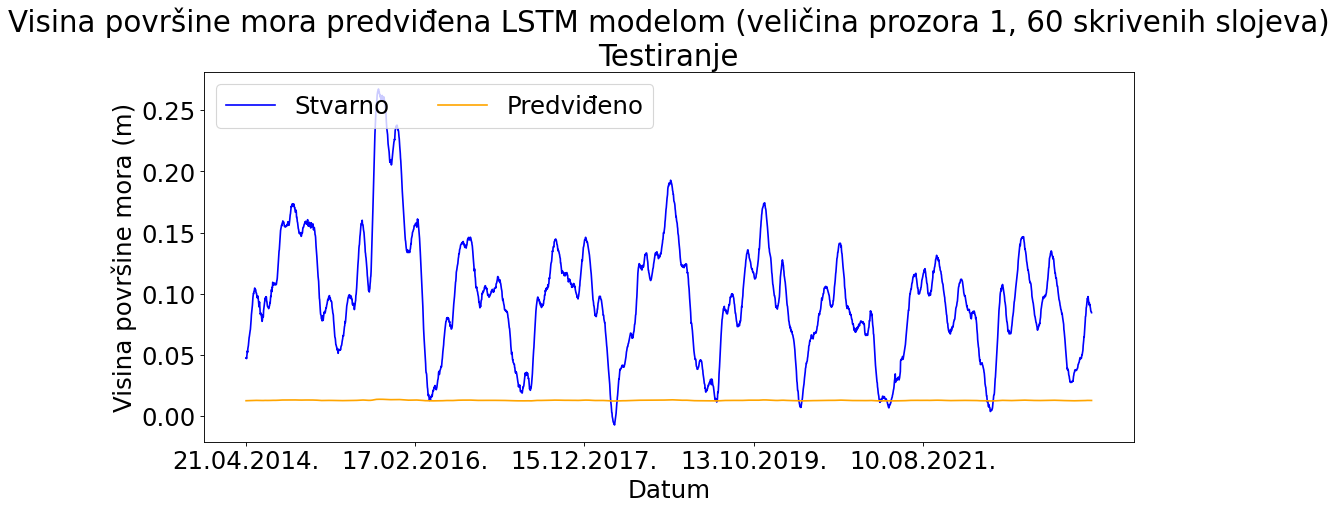 Visina površine mora predviđena LSTM modelom (veličina prozora 1, 60 skrivenih slojeva)
Testiranje
Stvarno
Predviđeno
Visina površine mora (m)
0.25
0.20
0.15
0.10
0.05
0.00
21.04.2014.
17.02.2016.
15.12.2017.
13.10.2019.
10.08.2021.
Datum